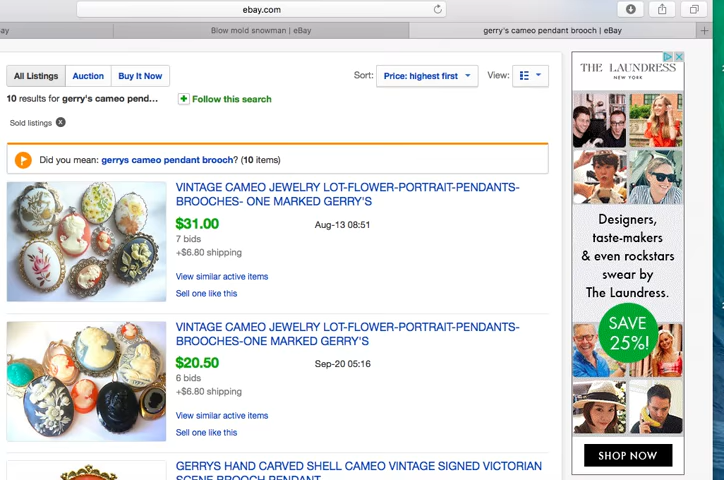 ebay.com
ay
Blow mold snowman | eBay
gerry's cameo pendant brooch | eBay
All Listings
Auction
Buy It Now
Sort:
Price: highest first
View:
10 results for gerry's cameo pend...
Follow this search
Sold listings
Did you mean: gerrys cameo pendant brooch? (10 items)
VINTAGE CAMEO JEWELRY LOT-FLOWER-PORTRAIT-PENDANTS-
BROOCHES- ONE MARKED GERRY'S
$31.00
Aug-13 08:51
7 bids
+$6.80 shipping
View similar active items
Sell one like this
VINTAGE CAMEO JEWELRY LOT-FLOWER-PORTRAIT-PENDANTS-
BROOCHES-ONE MARKED GERRY'S
$20.50
Sep-20 05:16
6 bids
+$6.80 shipping
View similar active items
Sell one like this
GERRYS HAND CARVED SHELL CAMEO VINTAGE SIGNED VICTORIAN
SCENE BROOCH PENDANT
THE LAUNDRESS
NEW YORK
Designers,
taste-makers
& even rockstars
swear by
The Laundress.
SAVE
25%!
SHOP NOW